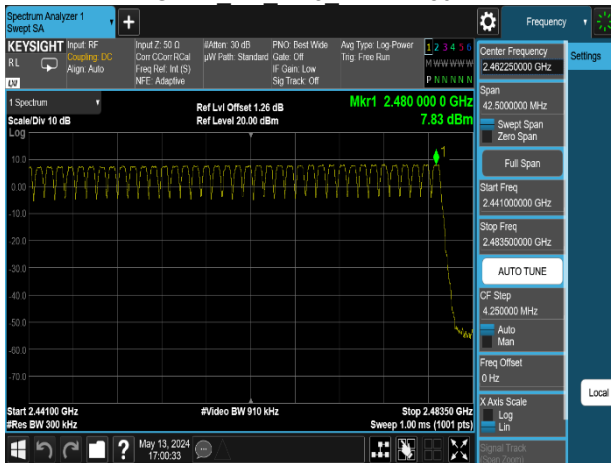 Spectrum Analyzer 1
Swept SA
+
Frequency
KEYSIGHT
Input: RF
Input Z: 50 Ω
#Atten: 30 dB
PNO: Best Wide
Avg Type: Log-Power
1 2 3 4 5 6
RL
Coupling: DC
Corr CCorr RCal
µW Path: Standard
Gate: Off
Trig: Free Run
M W W W W W
Align: Auto
Freq Ref: Int (S)
IF Gain: Low
NFE: Adaptive
Sig Track: Off
P N N N N N
LXI
Center Frequency
2.462250000 GHz
Settings
Span
42.5000000 MHz
Swept Span
Zero Span
Full Span
Start Freq
2.441000000 GHz
Stop Freq
2.483500000 GHz
AUTO TUNE
CF Step
4.250000 MHz
Auto
Man
Freq Offset
0 Hz
X Axis Scale
Log
Lin
Local
Signal Track
(Span Zoom)
1 Spectrum
Ref Lvl Offset 1.26 dB
Mkr1 2.480 000 0 GHz
Scale/Div 10 dB
Ref Level 20.00 dBm
7.83 dBm
Log
1
10.0
0.00
-10.0
-20.0
-30.0
-40.0
-50.0
-60.0
-70.0
Start 2.44100 GHz
#Video BW 910 kHz
Stop 2.48350 GHz
#Res BW 300 kHz
Sweep 1.00 ms (1001 pts)
?
May 13, 2024
17:00:33